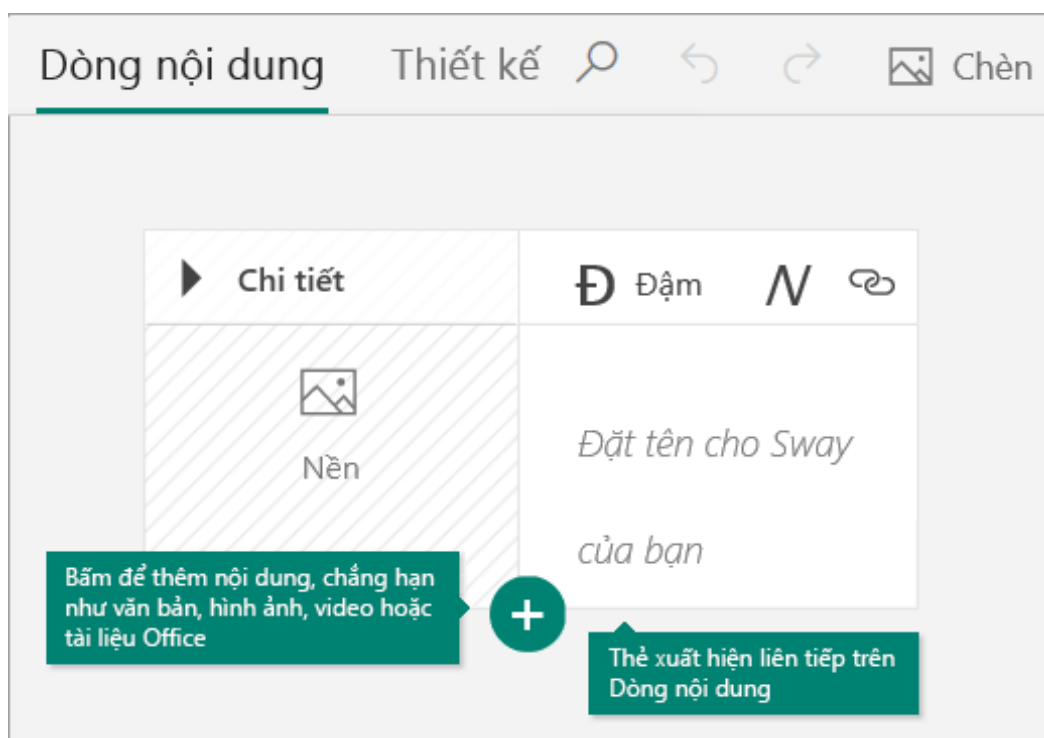 Dòng nội dung Thiết kế Chèn
Chi tiết
Đ Đậm N
Nền
Đặt tên cho Sway
của bạn
Bấm để thêm nội dung, chẳng hạn
như văn bản, hình ảnh, video hoặc
tài liệu Office
Thẻ xuất hiện liên tiếp trên
Dòng nội dung